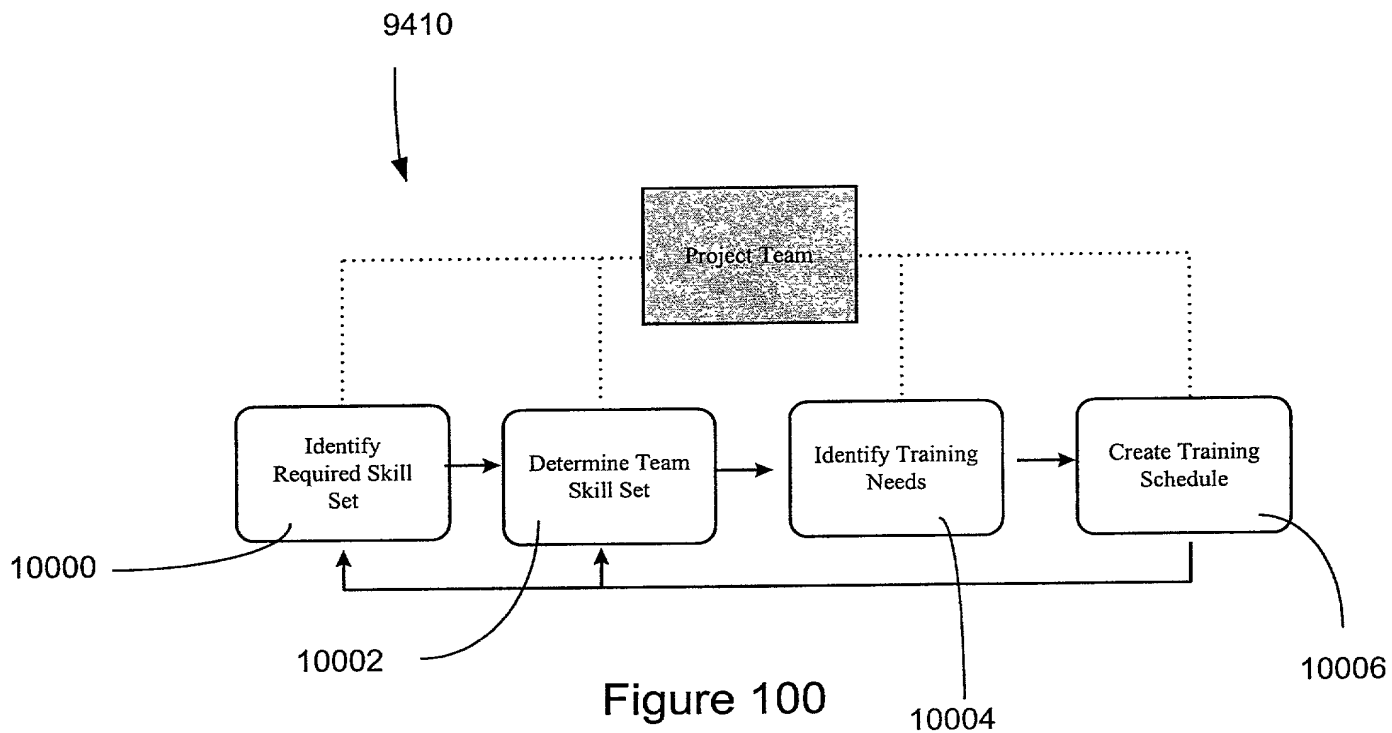 9410
Project Team
Identify
Required Skill
Set
Determine Team
Skill Set
Identify Training
Needs
Create Training
Schedule
10000
10002
10004
10006
Figure 100